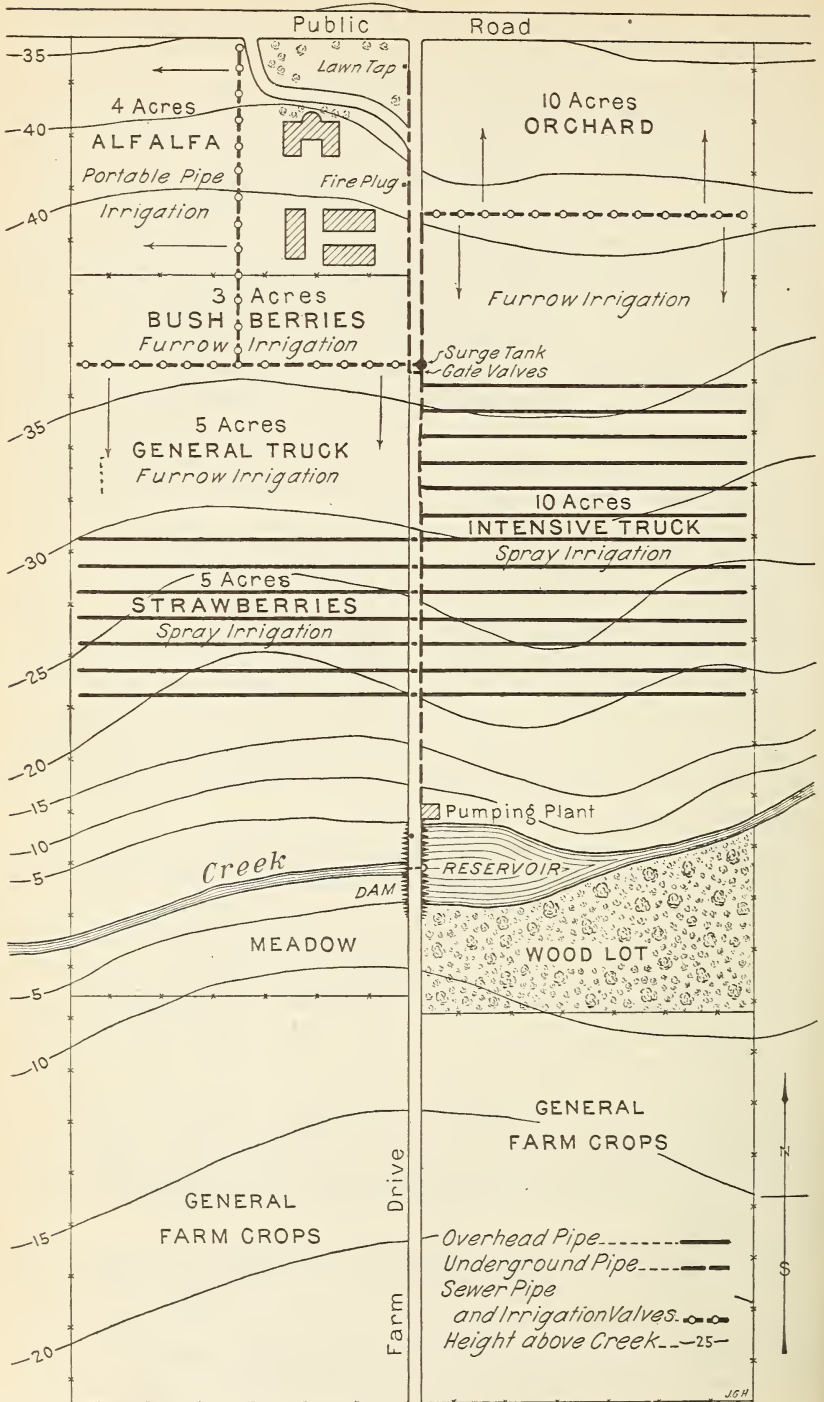 Public Road
Lawn Tap
-35
4 Acres
ALFALFA
Portable Pipe
Irrigation
-40
10 Acres
ORCHARD
Fire Plug
-40
3 Acres
BUSH BERRIES
Furrow Irrigation
Furrow Irrigation
Surge Tank
Gate Valves
-35
5 Acres
GENERAL TRUCK
Furrow Irrigation
10 Acres
INTENSIVE TRUCK
Spray Irrigation
-30
5 Acres
STRAWBERRIES
Spray Irrigation
-25
-20
-15
-10
-5
Pumping Plant
Creek
RESERVOIR
DAM
MEADOW
WOOD LOT
-5
-10
GENERAL
FARM CROPS
GENERAL
FARM CROPS
-15
-20
Farm Drive
N
S
Overhead Pipe
Underground Pipe
Sewer Pipe
and Irrigation Valves
Height above Creek -25-
J.G.H